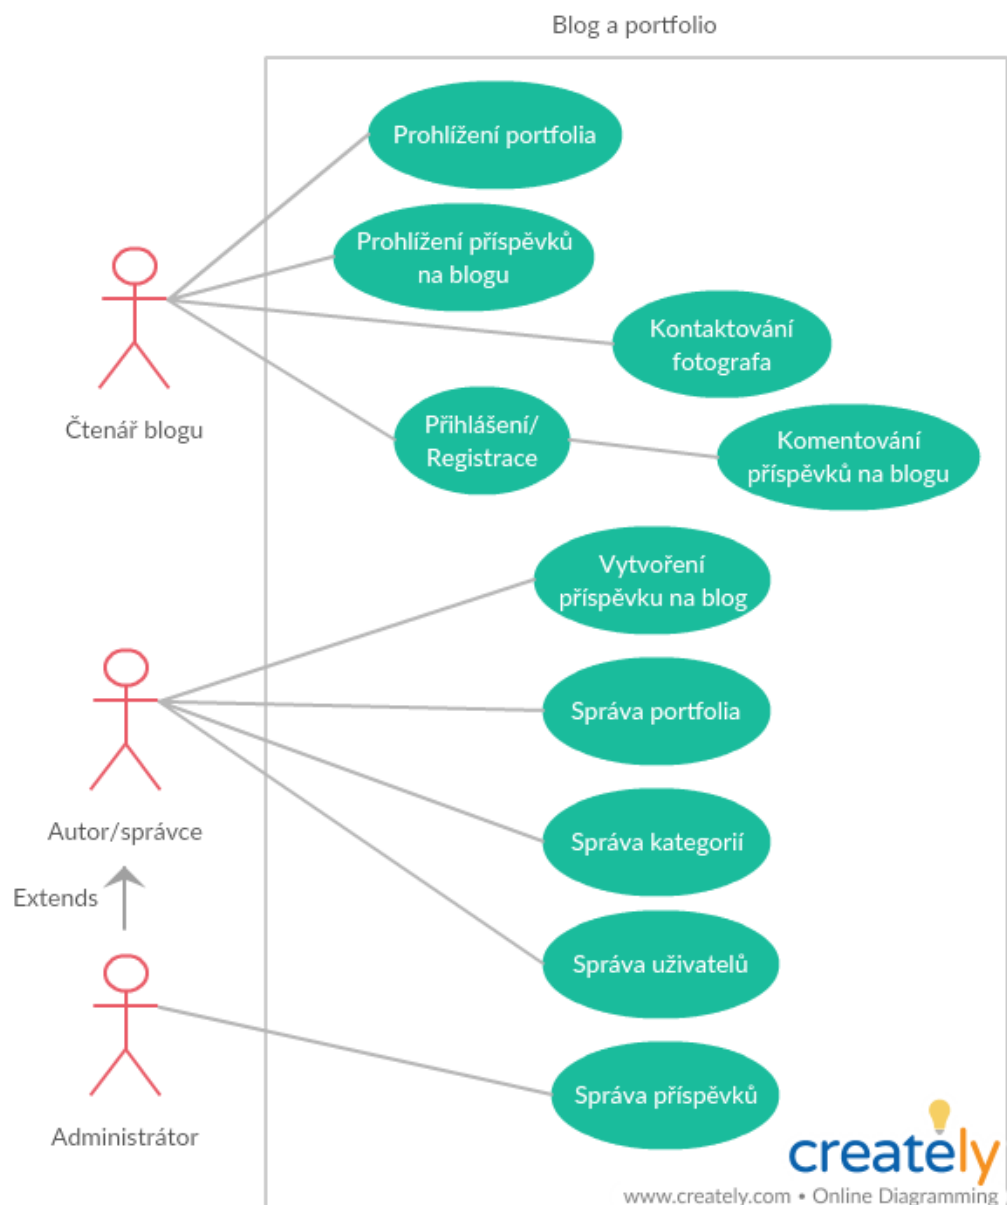 Blog a portfolio
Prohlížení portfolia
Prohlížení příspěvků
na blogu
Kontaktování
fotografa
Čtenář blogu
Přihlášení/
Registrace
Komentování
příspěvků na blogu
Vytvoření
příspěvku na blog
Správa portfolia
Autor/správce
Správa kategorií
Extends
Správa uživatelů
Správa příspěvků
Administrátor
creately
www.creately.com • Online Diagramming